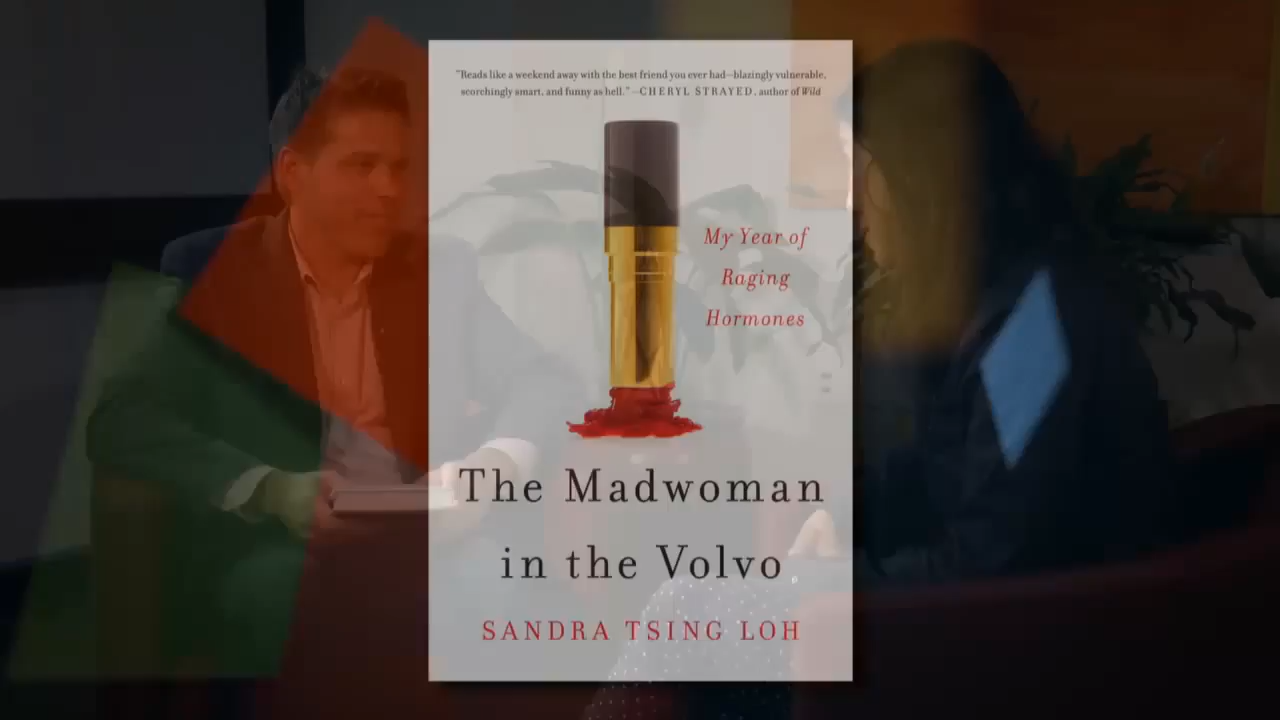 "Reads like a weekend away with the best friend you ever had—blazingly vulnerable,
scorchingly smart, and funny as hell." —CHERYL STRAYED, author of Wild
My Year of
Raging
Hormones
The Madwoman
in the Volvo
SANDRA TSING LOH